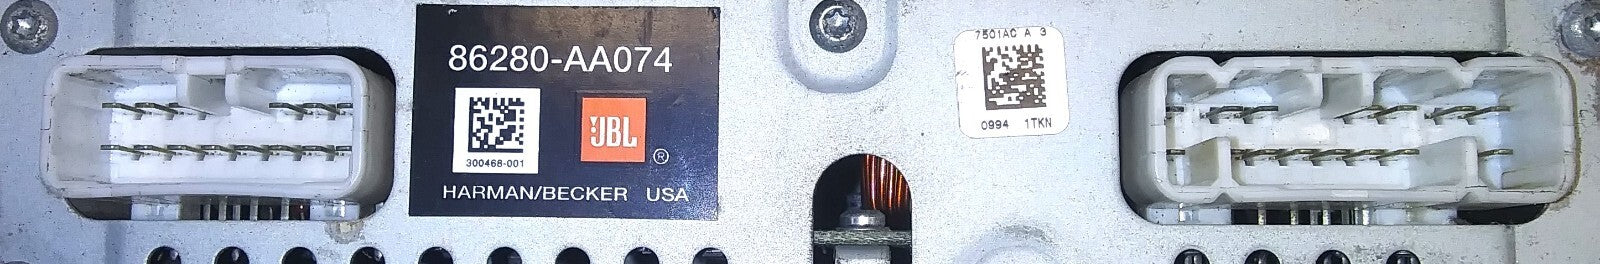 86280-AA074
300468-001
JBL
®
HARMAN/BECKER USA
7501AC A 3
0994 1TKN